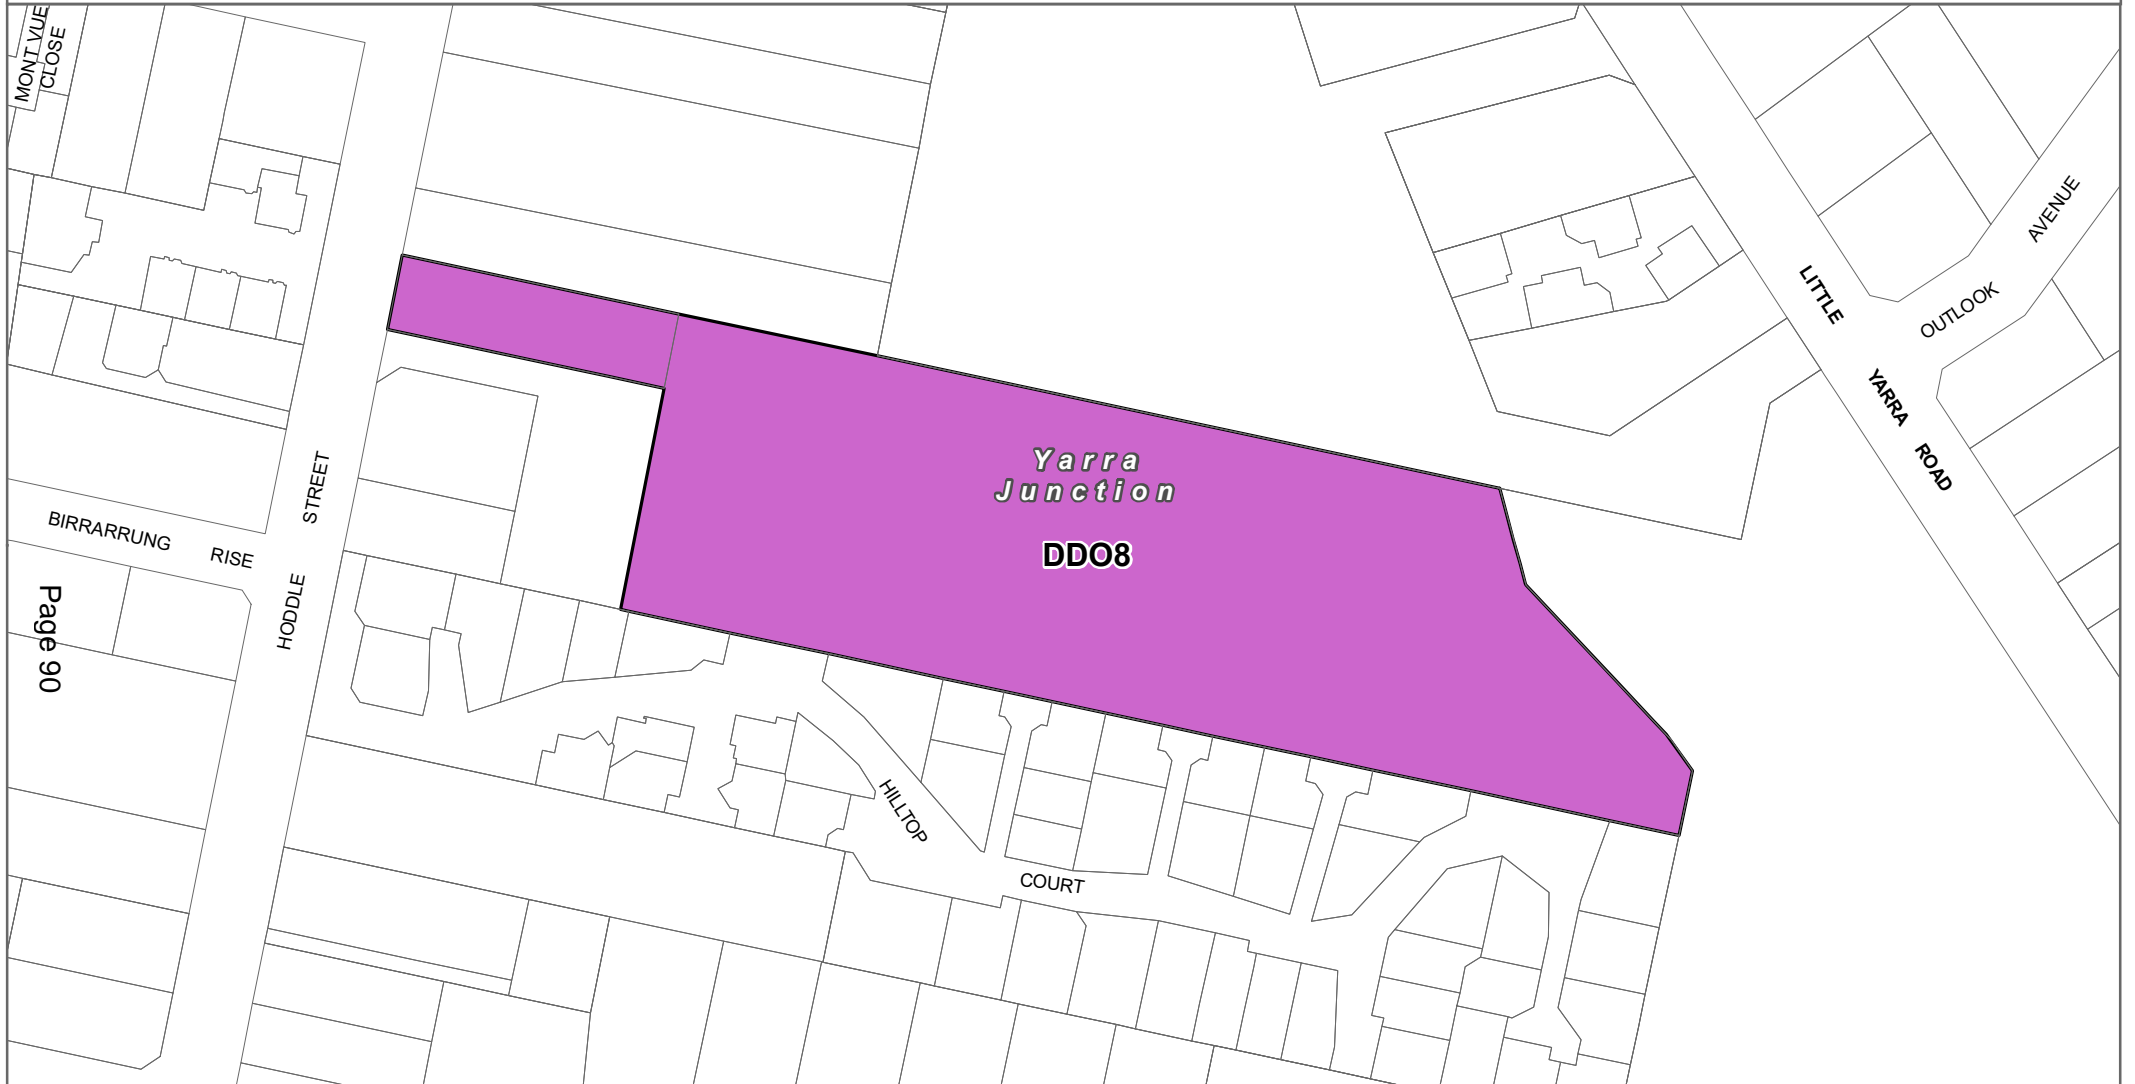 MONT VUE
CLOSE
AVENUE
OUTLOOK
LITTLE
YARRA
ROAD
Yarra
Junction
DDO8
STREET
HODDLE
BIRRARRUNG
RISE
Page 90
HILLTOP
COURT